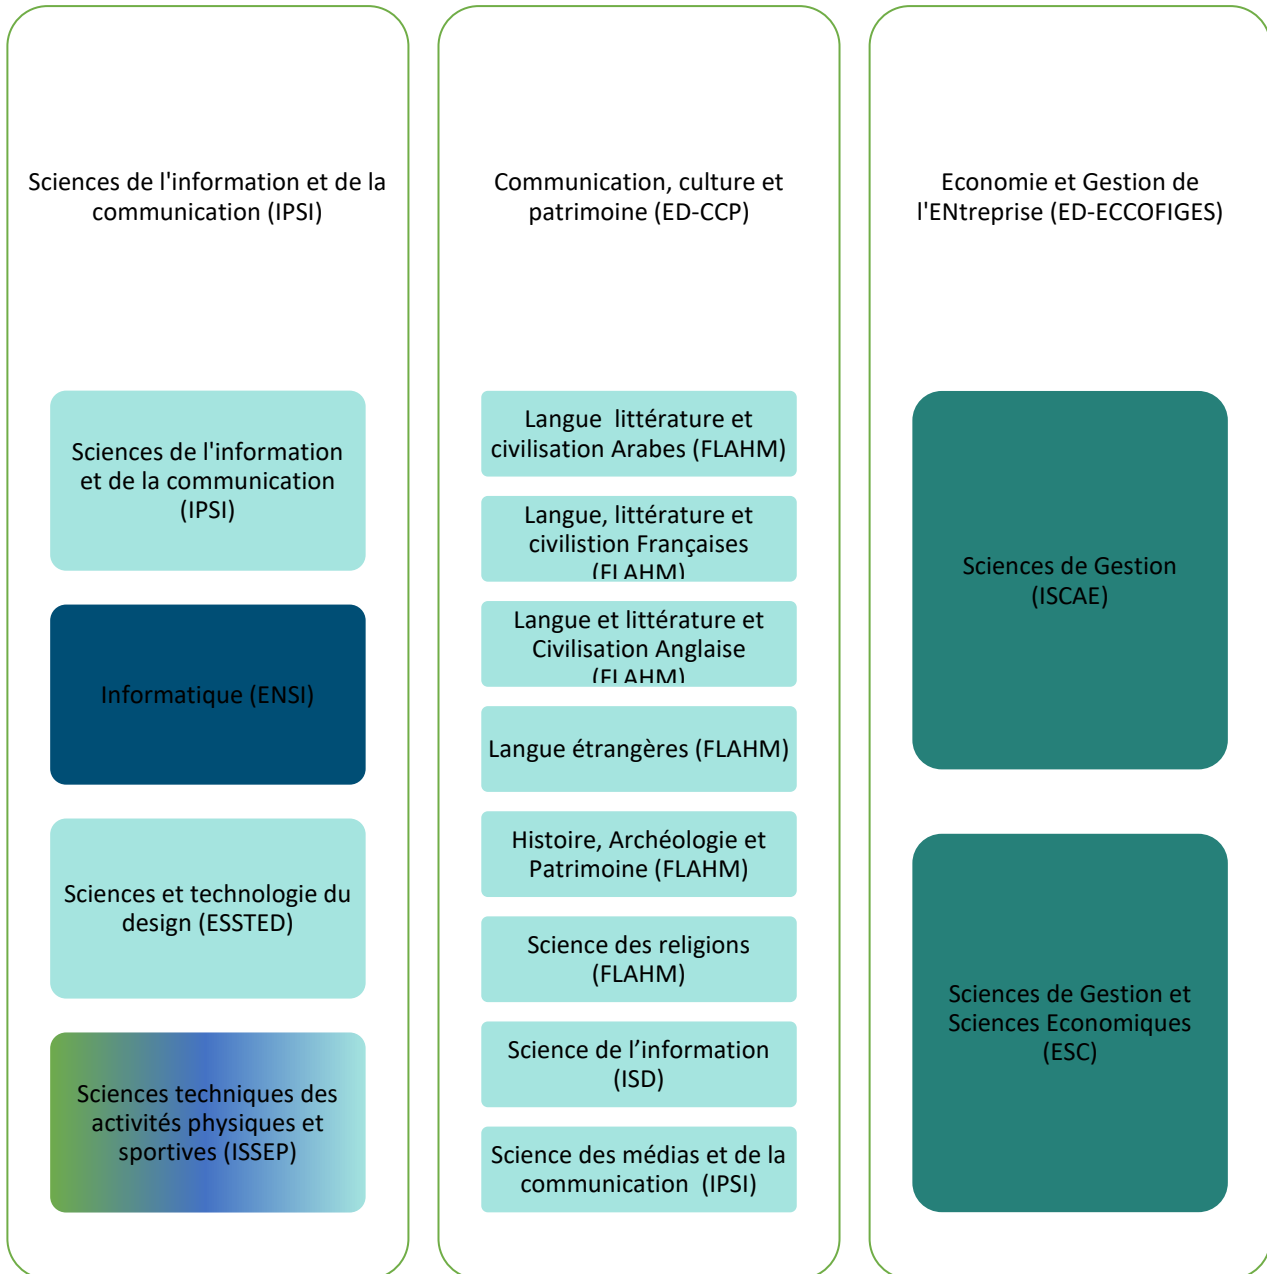 Sciences de l'information et de la
communication (IPSI)
Sciences de l'information
et de la communication
(IPSI)
Informatique (ENSI)
Sciences et technologie du
design (ESSTED)
Sciences techniques des
activités physiques et
sportives (ISSEP)
Communication, culture et
patrimoine (ED-CCP)
Langue  littérature et
civilisation Arabes (FLAHM)
Langue, littérature et
civilistion Françaises
(FLAHM)
Langue et littérature et
Civilisation Anglaise
(FLAHM)
Langue étrangères (FLAHM)
Histoire, Archéologie et
Patrimoine (FLAHM)
Science des religions
(FLAHM)
Science de l’information
(ISD)
Science des médias et de la
communication  (IPSI)
Economie et Gestion de
l'ENtreprise (ED-ECCOFIGES)
Sciences de Gestion
(ISCAE)
Sciences de Gestion et
Sciences Economiques
(ESC)